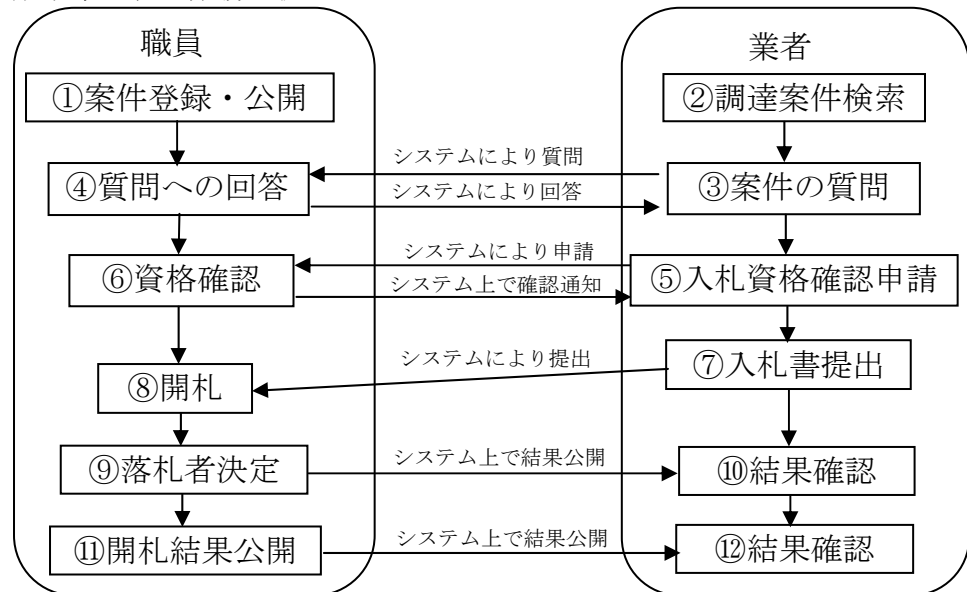 職員
業者
①案件登録・公開
②調達案件検索
システムにより質問
④質問への回答
③案件の質問
システムにより回答
システムにより申請
⑥資格確認
⑤入札資格確認申請
システム上で確認通知
システムにより提出
⑦入札書提出
⑧開札
システム上で結果公開
⑨落札者決定
⑩結果確認
システム上で結果公開
⑪開札結果公開
⑫結果確認